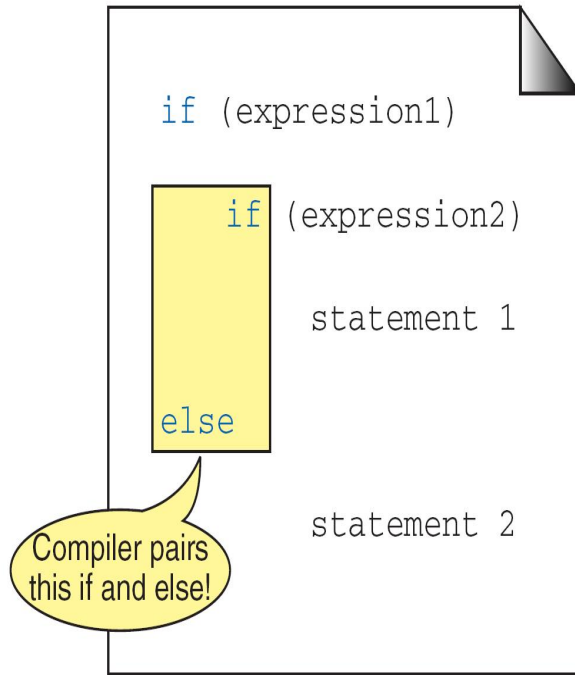 if (expression1)
if (expression2)
statement 1
else
statement 2
Compiler pairs
this if and else!